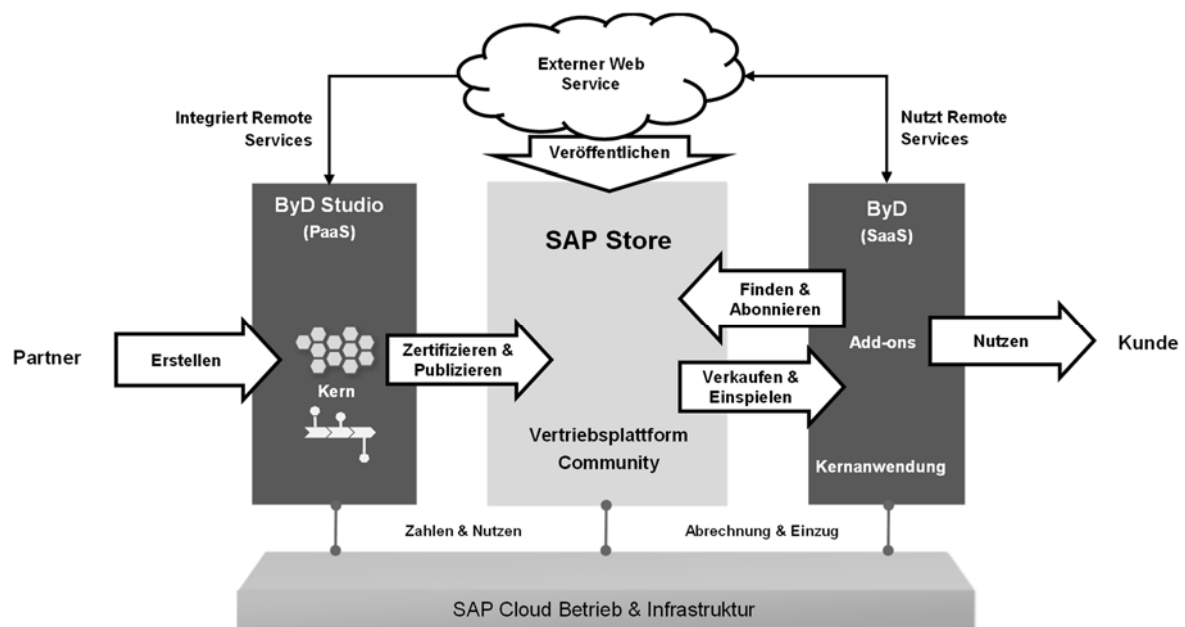 Externer Web
Service
Integriert Remote
Services
Nutzt Remote
Services
Veröffentlichen
ByD Studio
(PaaS)
SAP Store
ByD
(SaaS)
Partner
Erstellen
Kern
Zertifizieren &
Publizieren
Finden &
Abonnieren
Verkaufen &
Einspielen
Add-ons
Nutzen
Kunde
Vertriebsplattform
Community
Kernanwendung
Zahlen & Nutzen
Abrechnung & Einzug
SAP Cloud Betrieb & Infrastruktur